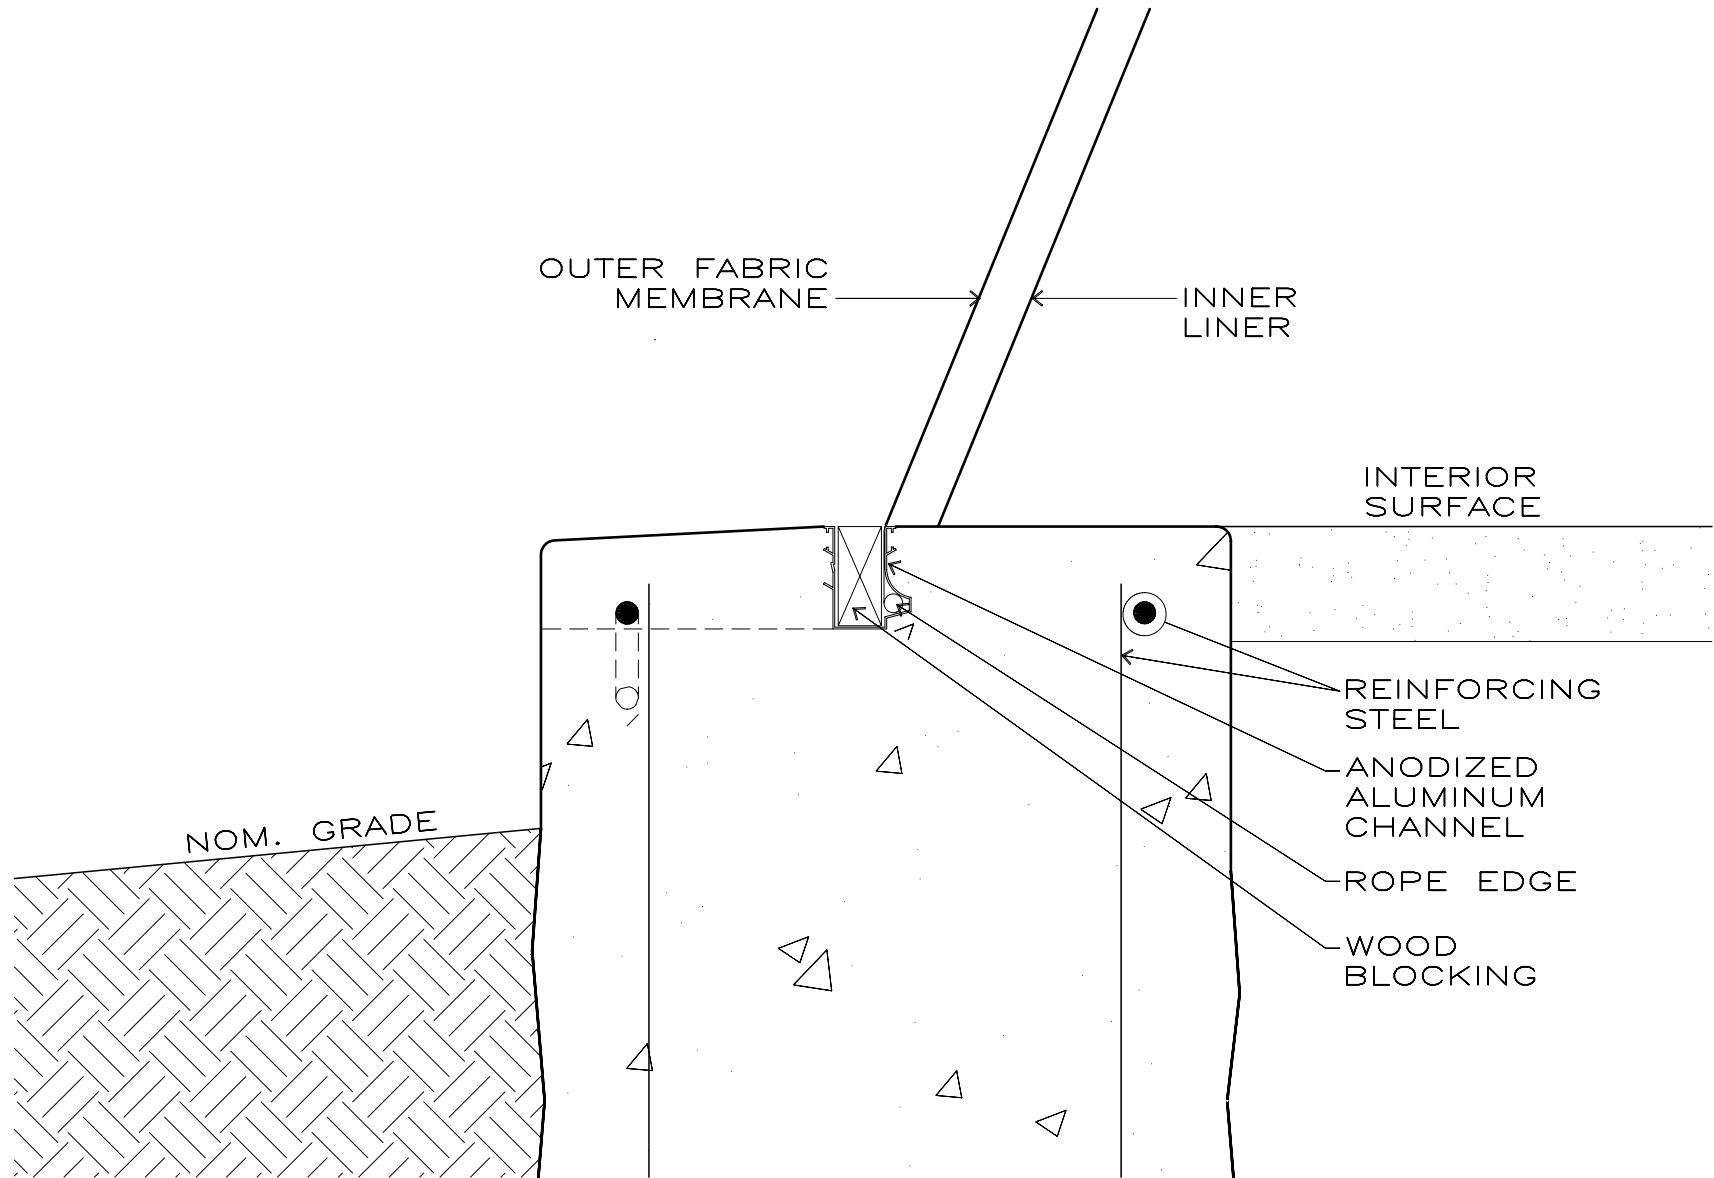 OUTER FABRIC
MEMBRANE
INNER
LINER
INTERIOR
SURFACE
REINFORCING
STEEL
ANODIZED
ALUMINUM
CHANNEL
NOM. GRADE
ROPE EDGE
WOOD
BLOCKING